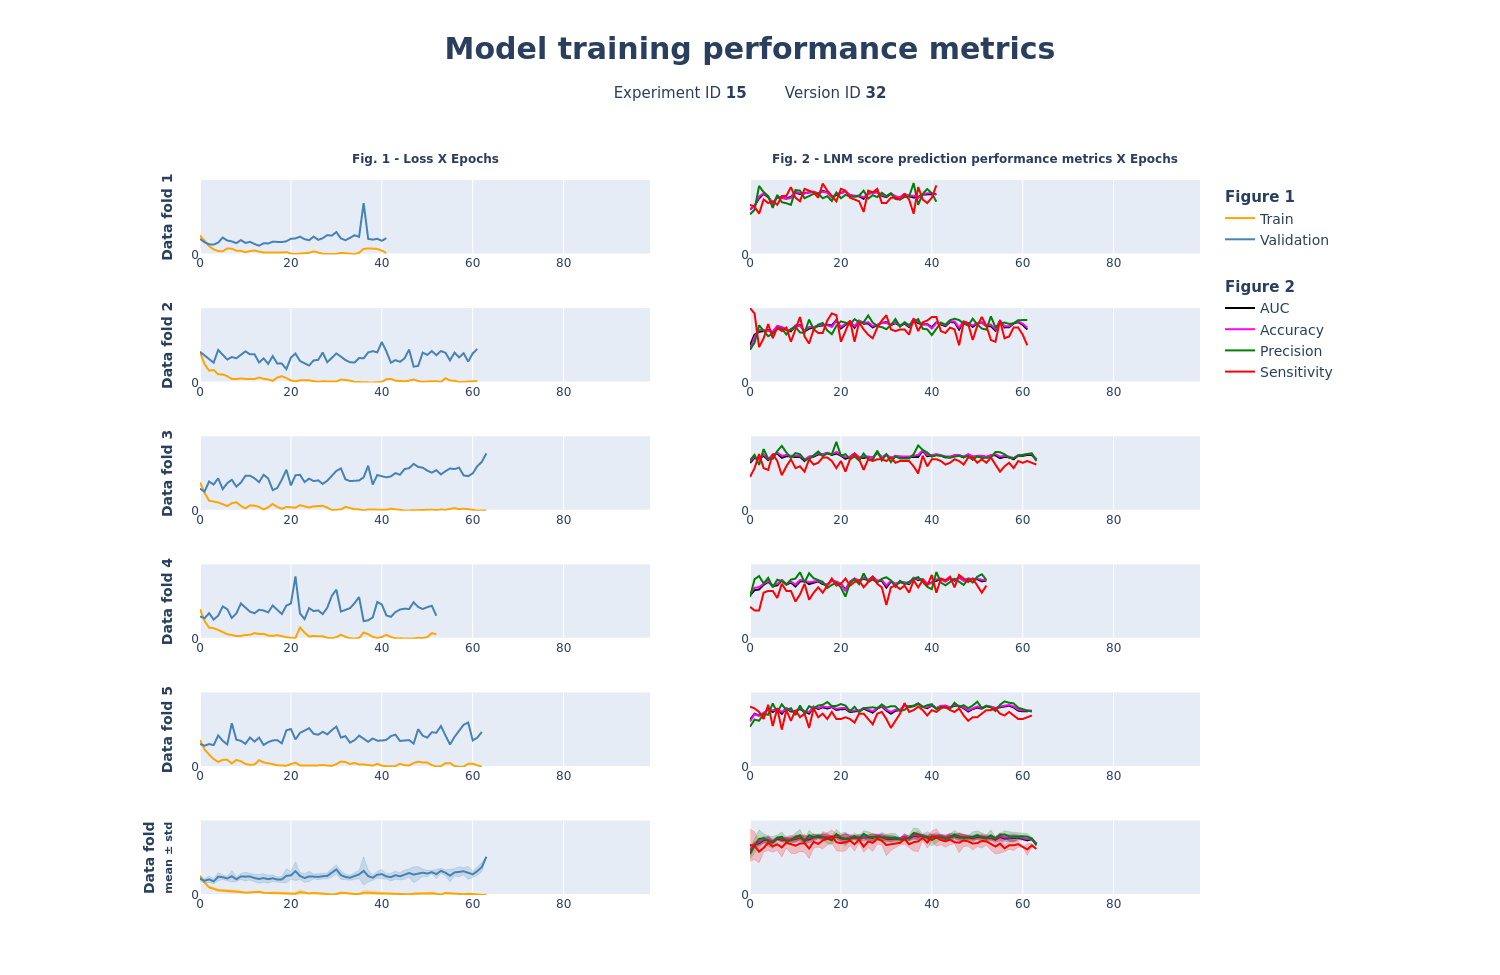 Model training performance metrics
Experiment ID 15 Version ID 32
Fig. 1 - Loss X Epochs
Fig. 2 - LNM score prediction performance metrics X Epochs
Data fold 1
0
0 20 40 60 80
0
0 20 40 60 80
Data fold 2
0
0 20 40 60 80
0
0 20 40 60 80
Data fold 3
0
0 20 40 60 80
0
0 20 40 60 80
Data fold 4
0
0 20 40 60 80
0
0 20 40 60 80
Data fold 5
0
0 20 40 60 80
0
0 20 40 60 80
Data fold
mean ± std
0
0 20 40 60 80
0
0 20 40 60 80
Figure 1
Train
Validation
Figure 2
AUC
Accuracy
Precision
Sensitivity